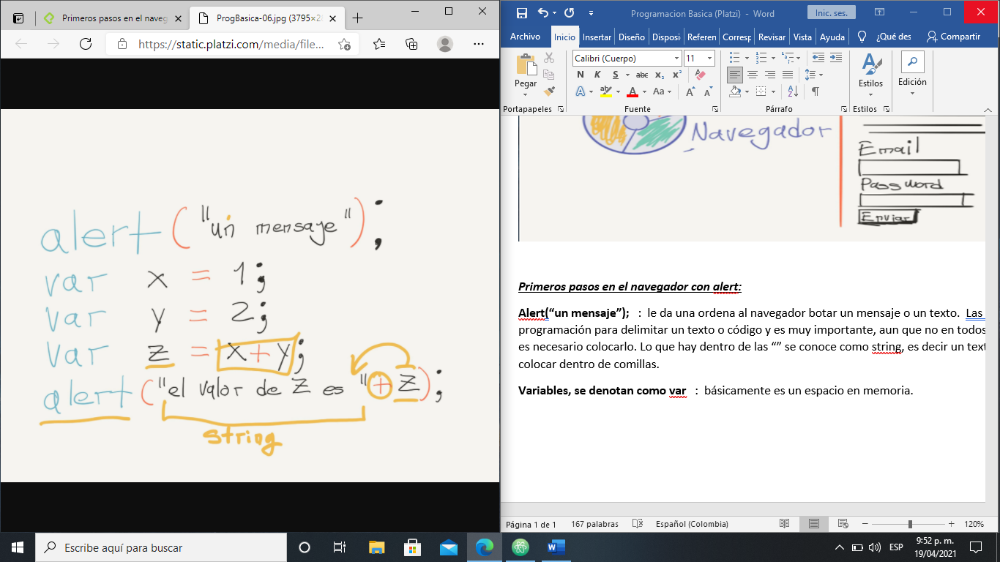 Primeros pasos en el naveg
ProgBasica-06.jpg (3795×2
https://static.platzi.com/media/file...
alert("un mensaje");
var x = 1;
var y = 2;
var z = x+y;
alert("el valor de z es "+z);
string
Programacion Basica (Platzi) - Word
Inic. ses.
Archivo Inicio Insertar Diseño Disposi Referen Corresp Revisar Vista Ayuda ¿Qué des Compartir
Calibri (Cuerpo) 11
Pegar
N K S abc x₂ x²
A A Aa A A
Estilos
Edición
Portapapeles Fuente Párrafo Estilos
Navegador
Email
Password
Enviar
Primeros pasos en el navegador con alert:
Alert(“un mensaje”); : le da una ordena al navegador botar un mensaje o un texto. Las
programación para delimitar un texto o código y es muy importante, aun que no en todos
es necesario colocarlo. Lo que hay dentro de las “” se conoce como string, es decir un text
colocar dentro de comillas.
Variables, se denotan como var : básicamente es un espacio en memoria.
Página 1 de 1 167 palabras Español (Colombia) 120%
Escribe aquí para buscar
ESP
9:52 p. m.
19/04/2021